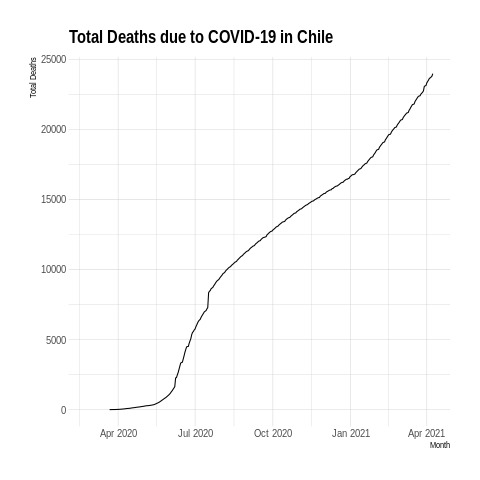 Total Deaths due to COVID-19 in Chile
Total Deaths
25000
20000
15000
10000
5000
0
Apr 2020 Jul 2020 Oct 2020 Jan 2021 Apr 2021
Month